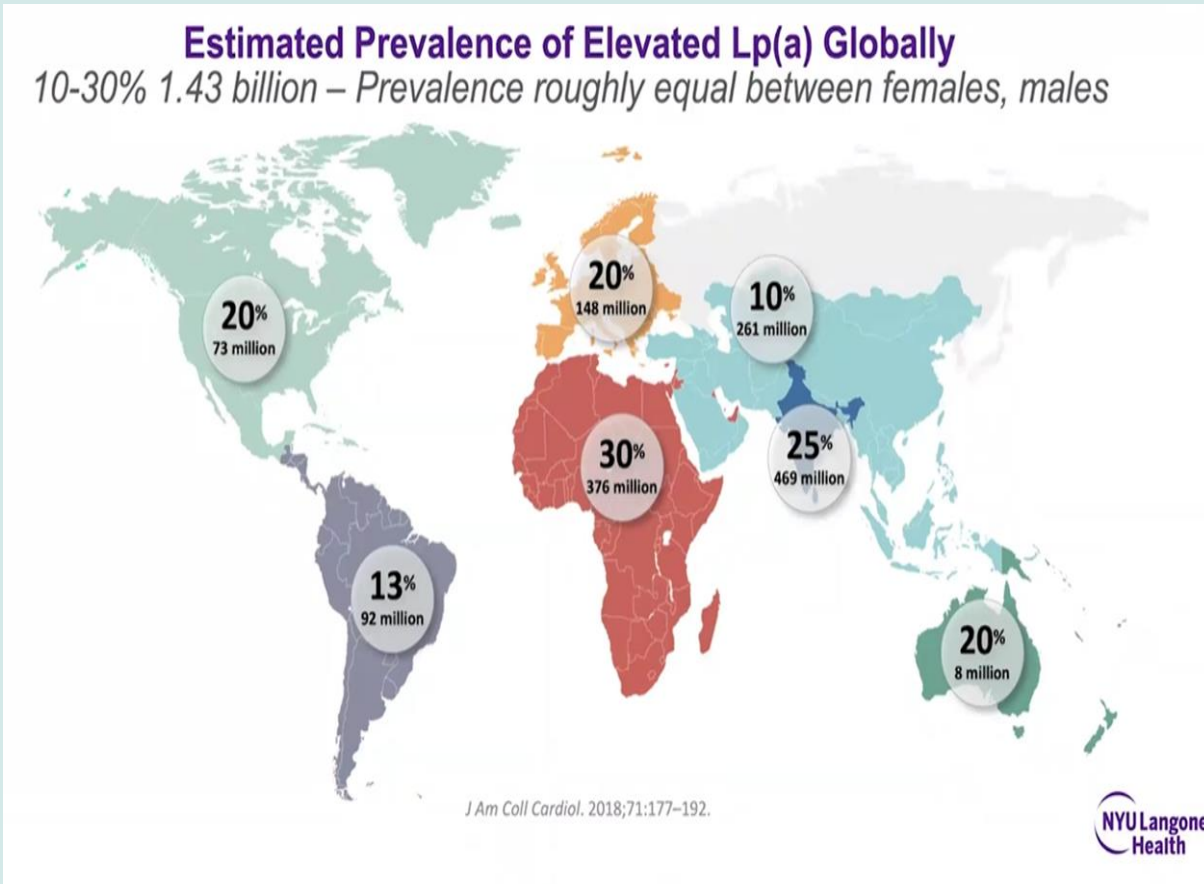 Estimated Prevalence of Elevated Lp(a) Globally
10-30% 1.43 billion – Prevalence roughly equal between females, males
20%
73 million
20%
148 million
10%
261 million
30%
376 million
25%
469 million
13%
92 million
20%
8 million
J Am Coll Cardiol. 2018;71:177–192.
NYU Langone
Health